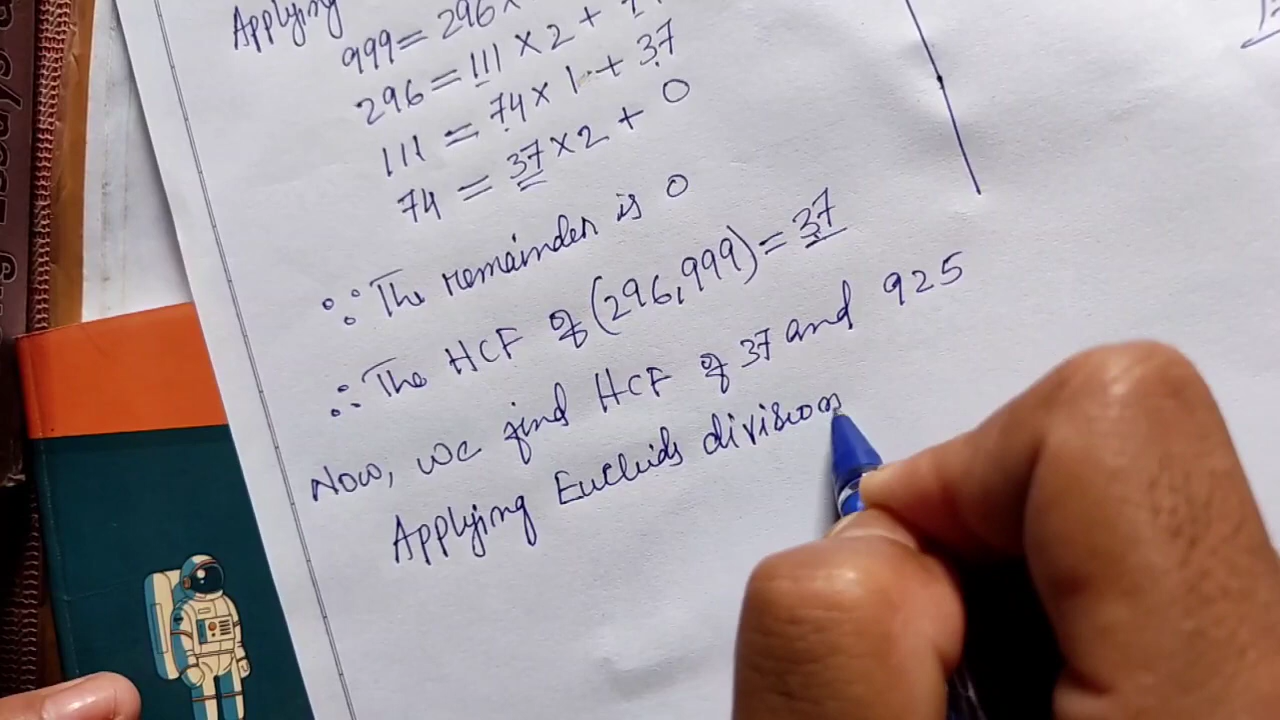 Applying
999 = 296 ×
296 = 111 × 2 +
111 = 74 × 1 + 37
74 = 37 × 2 + 0
∵ The remainder is 0
∴ The HCF of (296,999) = 37
Now, we find HCF of 37 and 925
Applying Euclids division